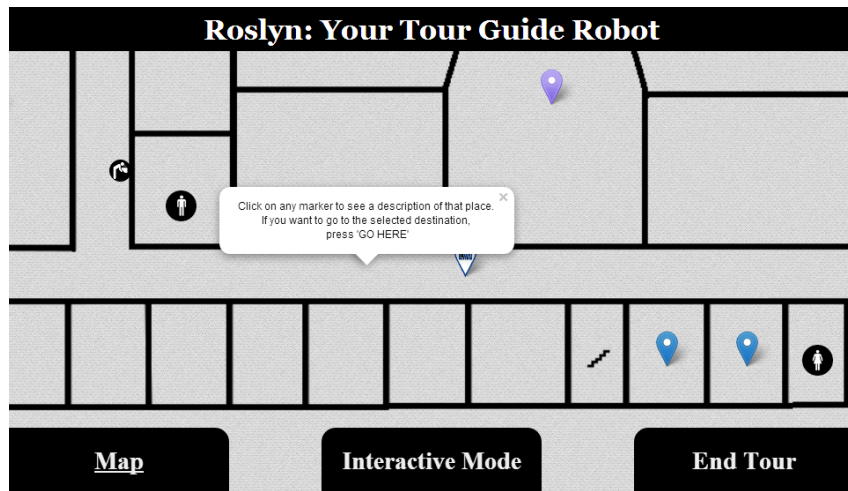 Roslyn: Your Tour Guide Robot
Click on any marker to see a description of that place.
If you want to go to the selected destination,
press 'GO HERE'
Map
Interactive Mode
End Tour